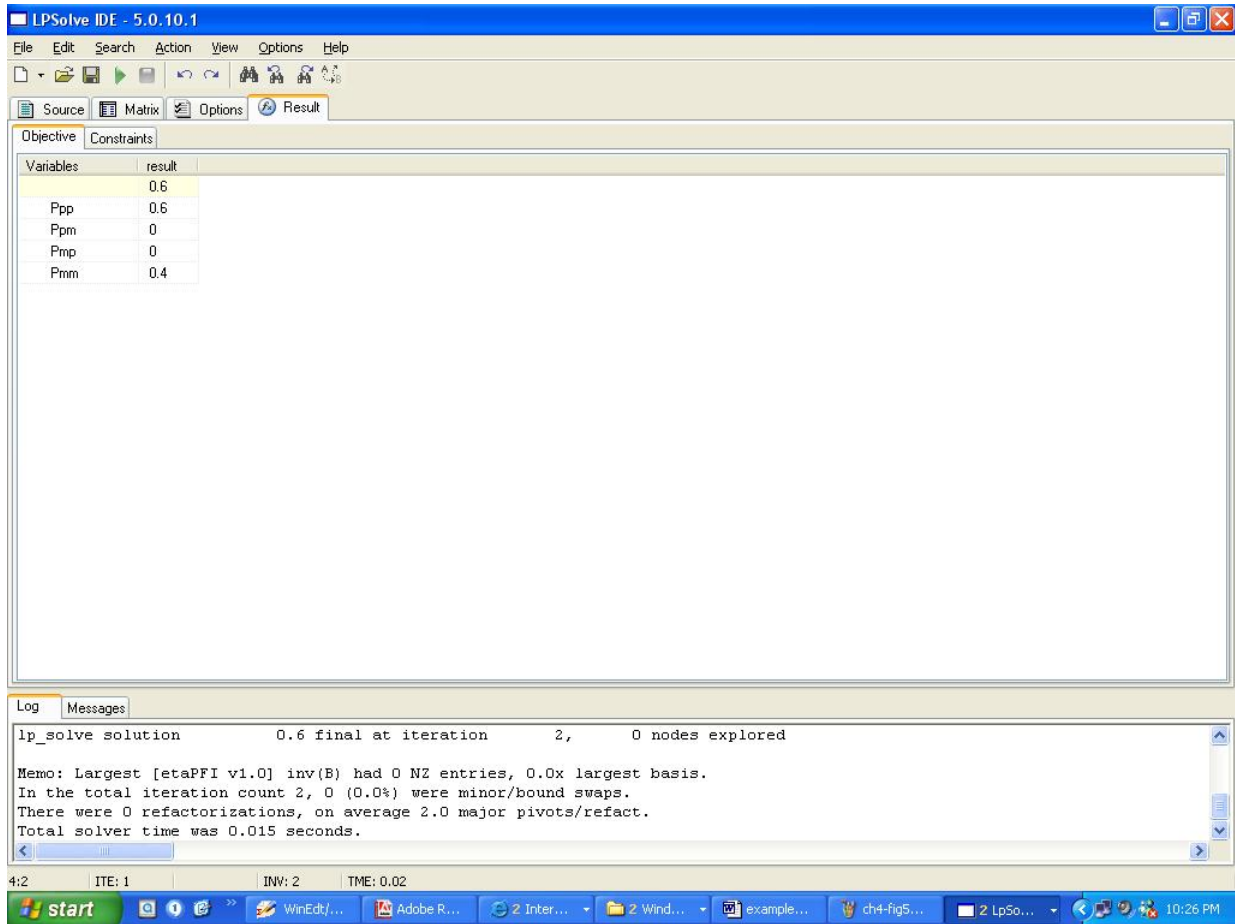 LPSolve IDE - 5.0.10.1
File Edit Search Action View Options Help
Source Matrix Options Result
Objective Constraints
Variables result
0.6
Ppp 0.6
Ppm 0
Pmp 0
Pmm 0.4
Log Messages
lp_solve solution 0.6 final at iteration 2, 0 nodes explored
Memo: Largest [etaPFI v1.0] inv(B) had 0 NZ entries, 0.0x largest basis.
In the total iteration count 2, 0 (0.0%) were minor/bound swaps.
There were 0 refactorizations, on average 2.0 major pivots/refact.
Total solver time was 0.015 seconds.
4:2 ITE: 1 INV: 2 TME: 0.02
start WinEdt/... Adobe R... 2 Inter... 2 Wind... example... ch4-fig5... 2 LpSo... 10:26 PM